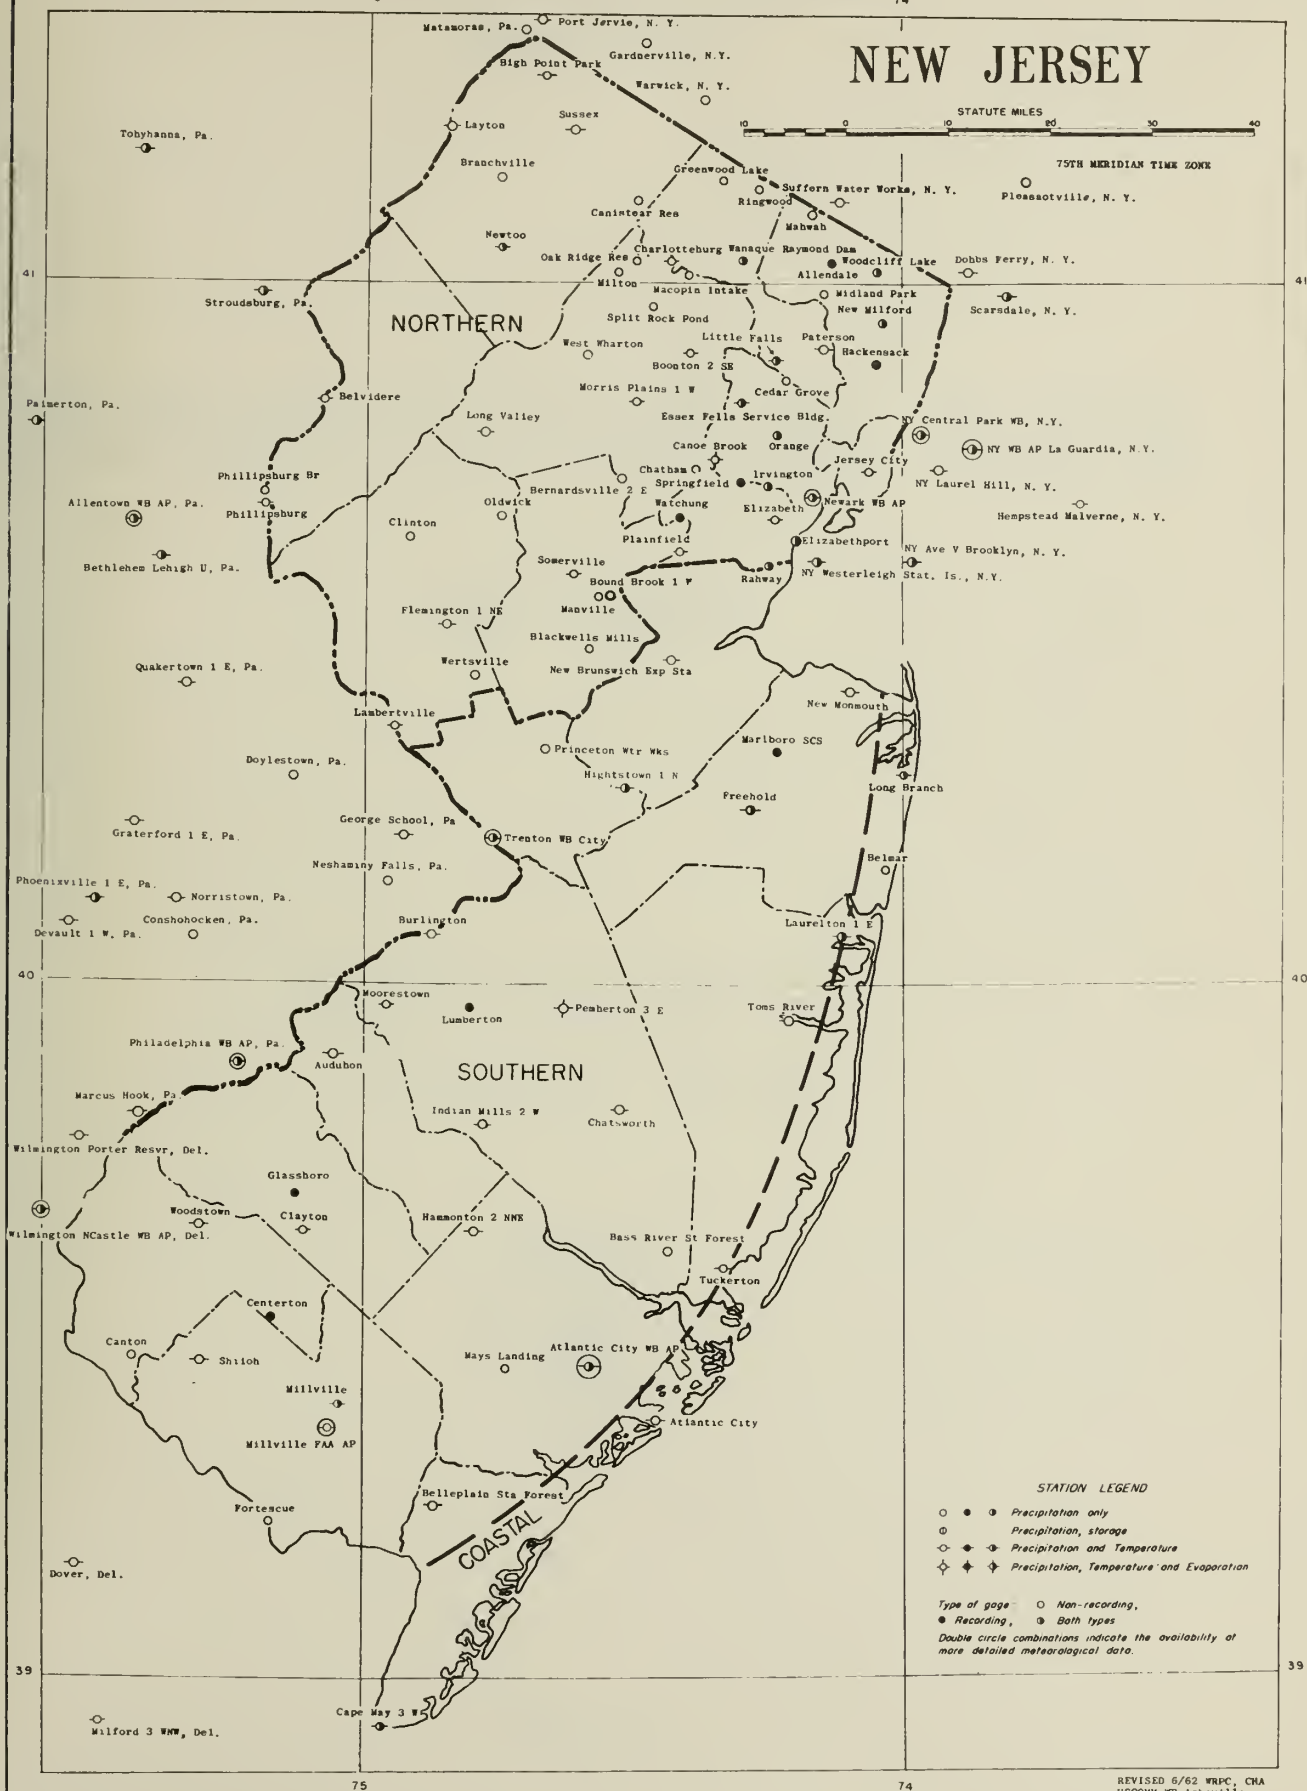 74
NEW JERSEY
STATUTE MILES
10 0 10 20 30 40
75TH MERIDIAN TIME ZONE
Matamoras, Pa.
Port Jervie, N. Y.
Gardnerville, N.Y.
High Point Park
Warwick, N. Y.
Tobyhanna, Pa.
Layton
Sussex
Branchville
Greenwood Lake
Ringwood
Suffern Water Works, N. Y.
Pleasantville, N. Y.
Canistear Res
Mahwah
Newtoo
Oak Ridge Res
Charlotteburg
Wanaque Raymond Dam
Woodcliff Lake
Dobbs Ferry, N. Y.
41
41
Milton
Allendale
Stroudsburg, Pa.
Macopin Intake
Midland Park
Scarsdale, N. Y.
NORTHERN
Split Rock Pond
New Milford
Little Falls
Paterson
West Wharton
Hackensack
Boonton 2 SE
Morris Plains 1 W
Cedar Grove
Belvidere
Palmerton, Pa.
Long Valley
Essex Fells Service Bldg.
NY Central Park WB, N.Y.
Canoe Brook
Orange
NY WB AP La Guardia, N.Y.
Phillipsburg Br
Chatham
Jersey City
Springfield
Irvington
NY Laurel Hill, N. Y.
Bernardsville 2 E
Allentown WB AP, Pa.
Phillipsburg
Oldwick
Watchung
Elizabeth
Newark WB AP
Hempstead Malverne, N. Y.
Clinton
Plainfield
Elizabethport
NY Ave V Brooklyn, N. Y.
Bethlehem Lehigh U, Pa.
Somerville
Rahway
NY Westerleigh Stat. Is., N.Y.
Bound Brook 1 W
Manville
Flemington 1 NE
Blackwells Mills
Quakertown 1 E, Pa.
Wertsville
New Brunswich Exp Sta
New Monmouth
Lambertville
Princeton Wtr Wks
Marlboro SCS
Doylestown, Pa.
Hightstown 1 N
Long Branch
Freehold
Graterford 1 E, Pa.
George School, Pa
Trenton WB City
Neshaminy Falls, Pa.
Belmar
Phoenixville 1 E, Pa.
Norristown, Pa.
Conshohocken, Pa.
Burlington
Laurelton 1 E
Devault 1 W, Pa.
40
40
Moorestown
Lumberton
Pemberton 3 E
Toms River
Philadelphia WB AP, Pa.
Audubon
SOUTHERN
Marcus Hook, Pa.
Indian Mills 2 W
Chatsworth
Wilmington Porter Resvr, Del.
Glassboro
Woodstown
Clayton
Hammonton 2 NNE
Wilmington NCastle WB AP, Del.
Bass River St Forest
Tuckerton
Centerton
Canton
Shiloh
Mays Landing
Atlantic City WB AP
Millville
Atlantic City
Millville FAA AP
Belleplain Sta Forest
Fortescue
COASTAL
Dover, Del.
STATION LEGEND
Precipitation only
Precipitation, storage
Precipitation and Temperature
Precipitation, Temperature and Evaporation
Type of gage: Non-recording,
Recording, Both types
Double circle combinations indicate the availability of
more detailed meteorological data.
39
39
Cape May 3 W
Milford 3 WNW, Del.
75
74
REVISED 6/62 WRPC, CHA